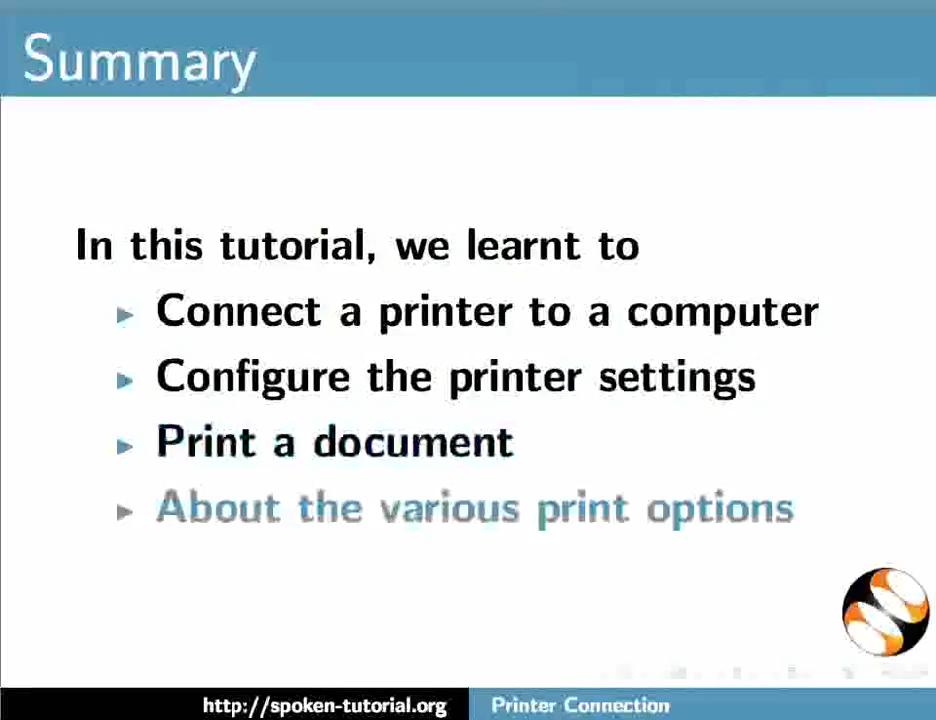 Summary
In this tutorial, we learnt to
▶ Connect a printer to a computer
▶ Configure the printer settings
▶ Print a document
▶ About the various print options
http://spoken-tutorial.org Printer Connection